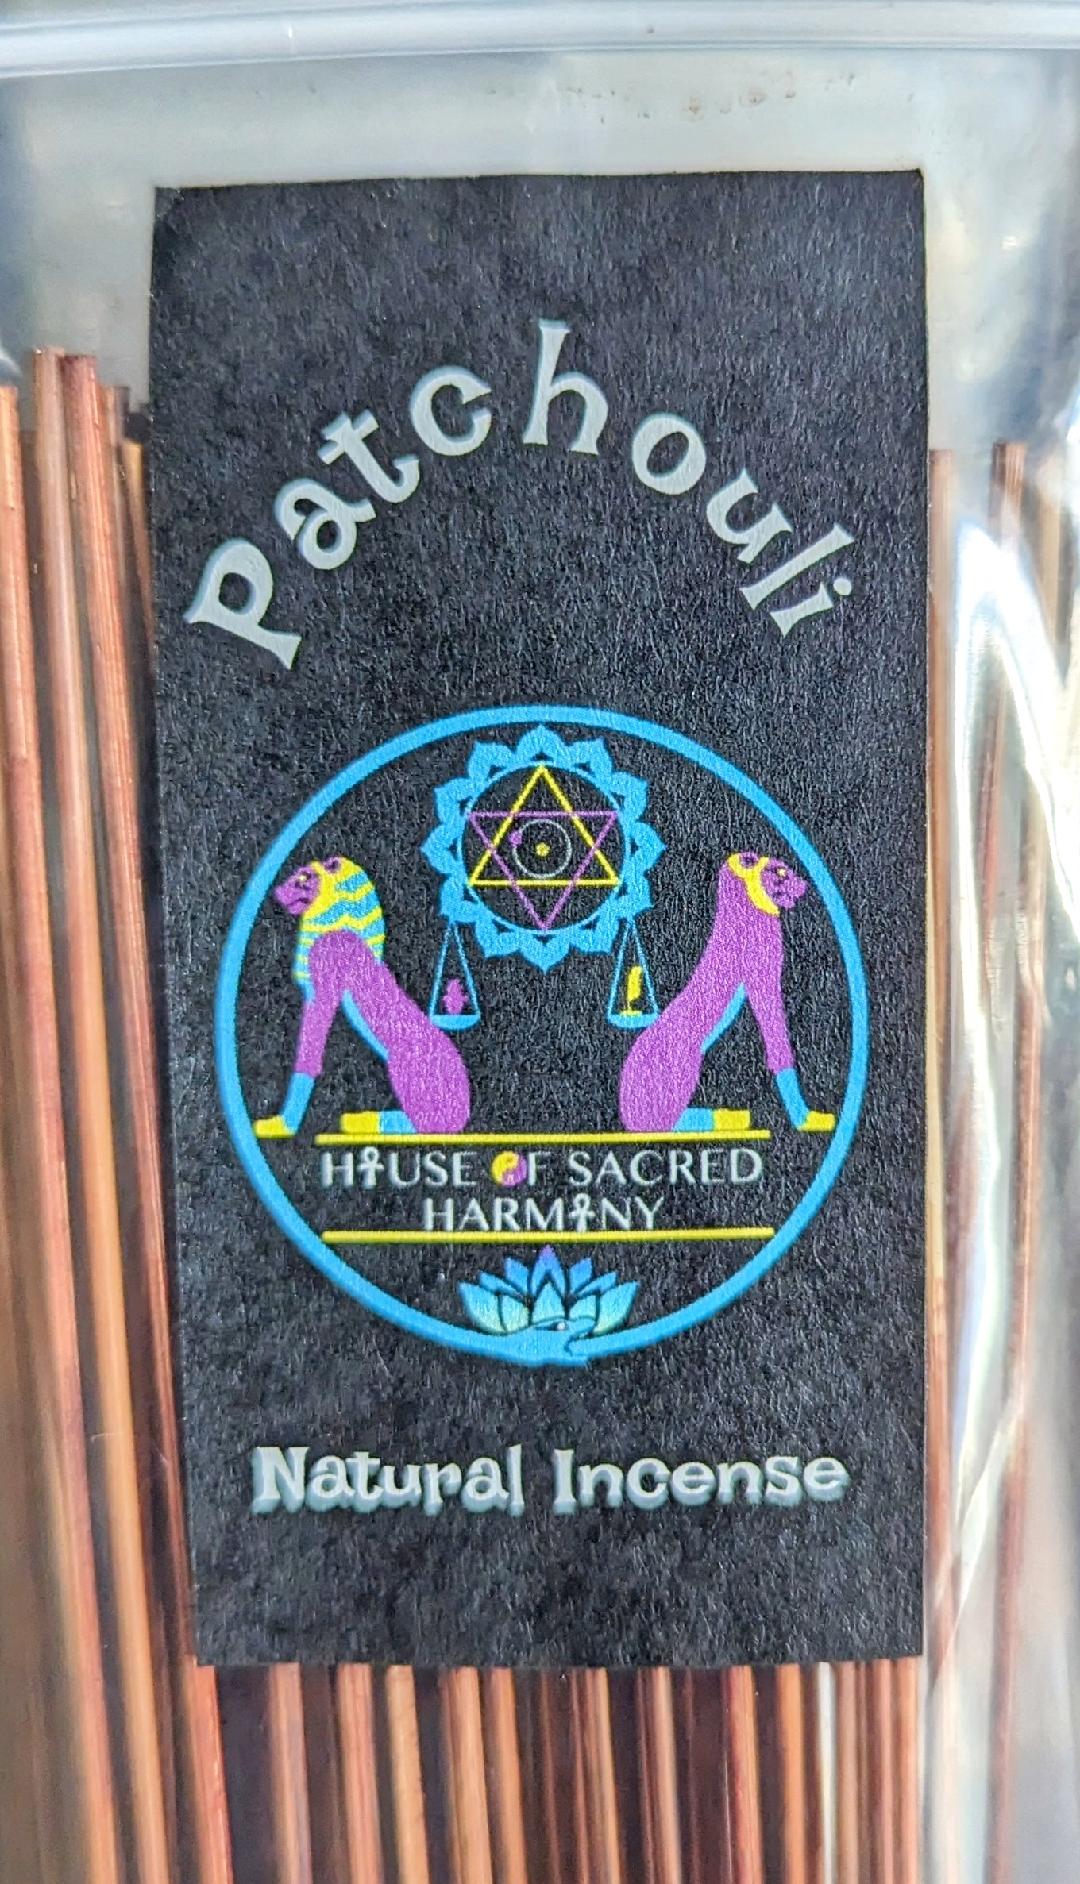 Patchouli
HOUSE OF SACRED
HARMONY
Natural Incense